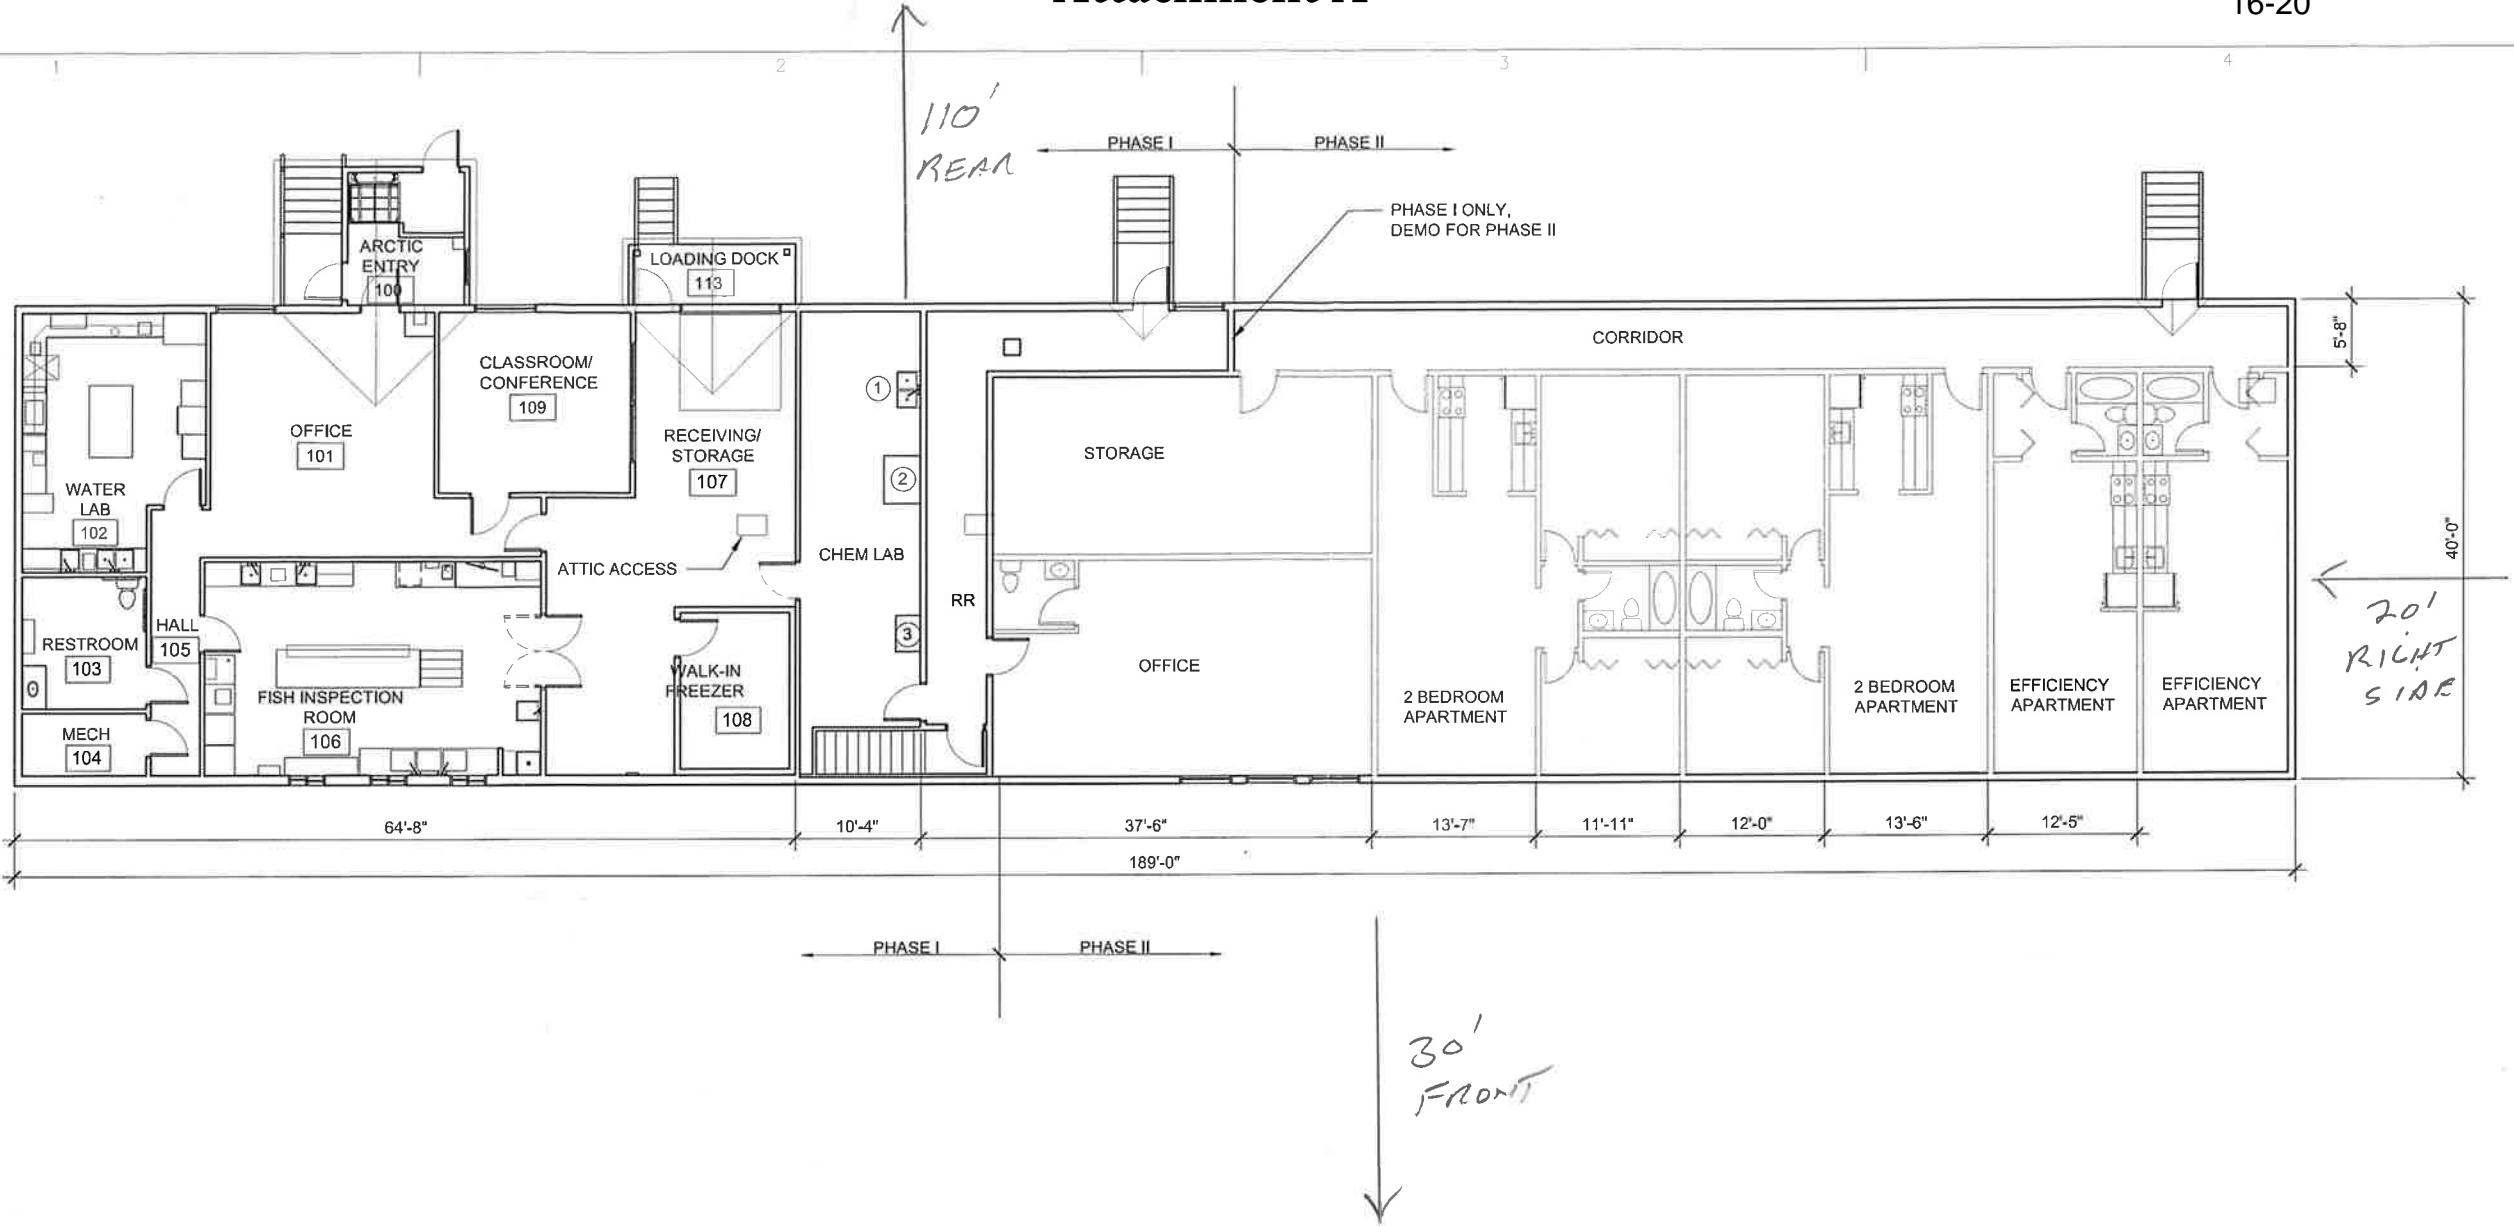 16-20
1
2
3
4
110'
REAR
PHASE I
PHASE II
PHASE I ONLY,
DEMO FOR PHASE II
ARCTIC
ENTRY
100
LOADING DOCK
113
CORRIDOR
5'-8"
CLASSROOM/
CONFERENCE
109
1
OFFICE
101
RECEIVING/
STORAGE
107
2
STORAGE
WATER
LAB
102
40'-0"
CHEM LAB
ATTIC ACCESS
RR
20'
RIGHT
SIDE
HALL
105
RESTROOM
103
3
OFFICE
WALK-IN
FREEZER
108
FISH INSPECTION
ROOM
106
2 BEDROOM
APARTMENT
2 BEDROOM
APARTMENT
EFFICIENCY
APARTMENT
EFFICIENCY
APARTMENT
MECH
104
64'-8"
10'-4"
37'-6"
13'-7"
11'-11"
12'-0"
13'-6"
12'-5"
189'-0"
PHASE I
PHASE II
30'
FRONT